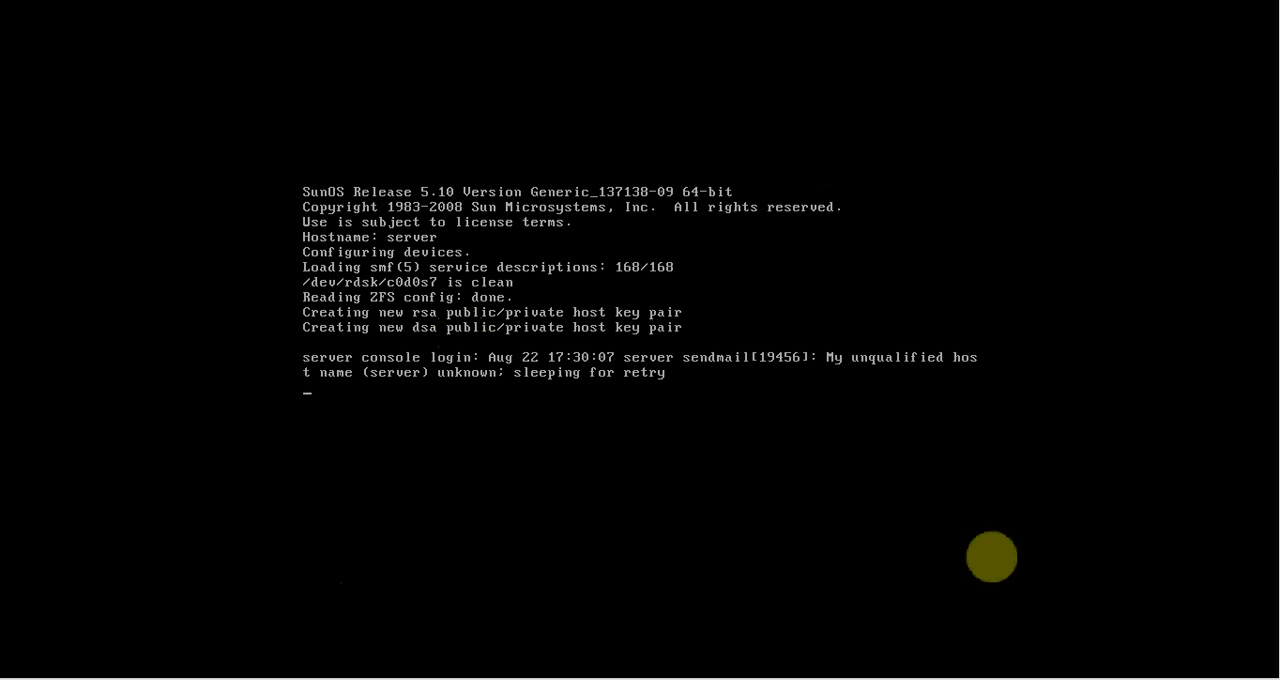 SunOS Release 5.10 Version Generic_137138-09 64-bit
Copyright 1983-2008 Sun Microsystems, Inc.  All rights reserved.
Use is subject to license terms.
Hostname: server
Configuring devices.
Loading smf(5) service descriptions: 168/168
/dev/rdsk/c0d0s7 is clean
Reading ZFS config: done.
Creating new rsa public/private host key pair
Creating new dsa public/private host key pair
server console login: Aug 22 17:30:07 server sendmail[19456]: My unqualified hos
t name (server) unknown; sleeping for retry
_